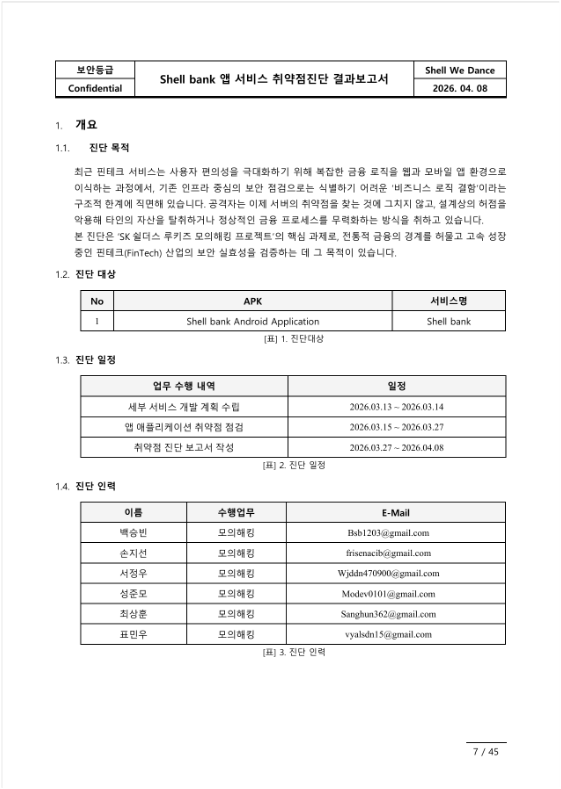 보안등급
Confidential
Shell bank 앱 서비스 취약점진단 결과보고서
Shell We Dance
2026. 04. 08
1. 개요
1.1. 진단 목적
최근 핀테크 서비스는 사용자 편의성을 극대화하기 위해 복잡한 금융 로직을 웹과 모바일 앱 환경으로
이식하는 과정에서, 기존 인프라 중심의 보안 점검으로는 식별하기 어려운 '비즈니스 로직 결함'이라는
구조적 한계에 직면해 있습니다. 공격자는 이제 서버의 취약점을 찾는 것에 그치지 않고, 설계상의 허점을
악용해 타인의 자산을 탈취하거나 정상적인 금융 프로세스를 무력화하는 방식을 취하고 있습니다.
본 진단은 'SK 쉴더스 루키즈 모의해킹 프로젝트'의 핵심 과제로, 전통적 금융의 경계를 허물고 고속 성장
중인 핀테크(FinTech) 산업의 보안 실효성을 검증하는 데 그 목적이 있습니다.
1.2. 진단 대상
No APK 서비스명
1 Shell bank Android Application Shell bank
[표] 1. 진단대상
1.3. 진단 일정
업무 수행 내역 일정
세부 서비스 개발 계획 수립 2026.03.13 ~ 2026.03.14
앱 애플리케이션 취약점 점검 2026.03.15 ~ 2026.03.27
취약점 진단 보고서 작성 2026.03.27 ~ 2026.04.08
[표] 2. 진단 일정
1.4. 진단 인력
이름 수행업무 E-Mail
백승빈 모의해킹 Bsb1203@gmail.com
손지선 모의해킹 frisenacib@gmail.com
서정우 모의해킹 Wjddn470900@gmail.com
성준모 모의해킹 Modev0101@gmail.com
최상훈 모의해킹 Sanghun362@gmail.com
표민우 모의해킹 vyalsdn15@gmail.com
[표] 3. 진단 인력
7 / 45